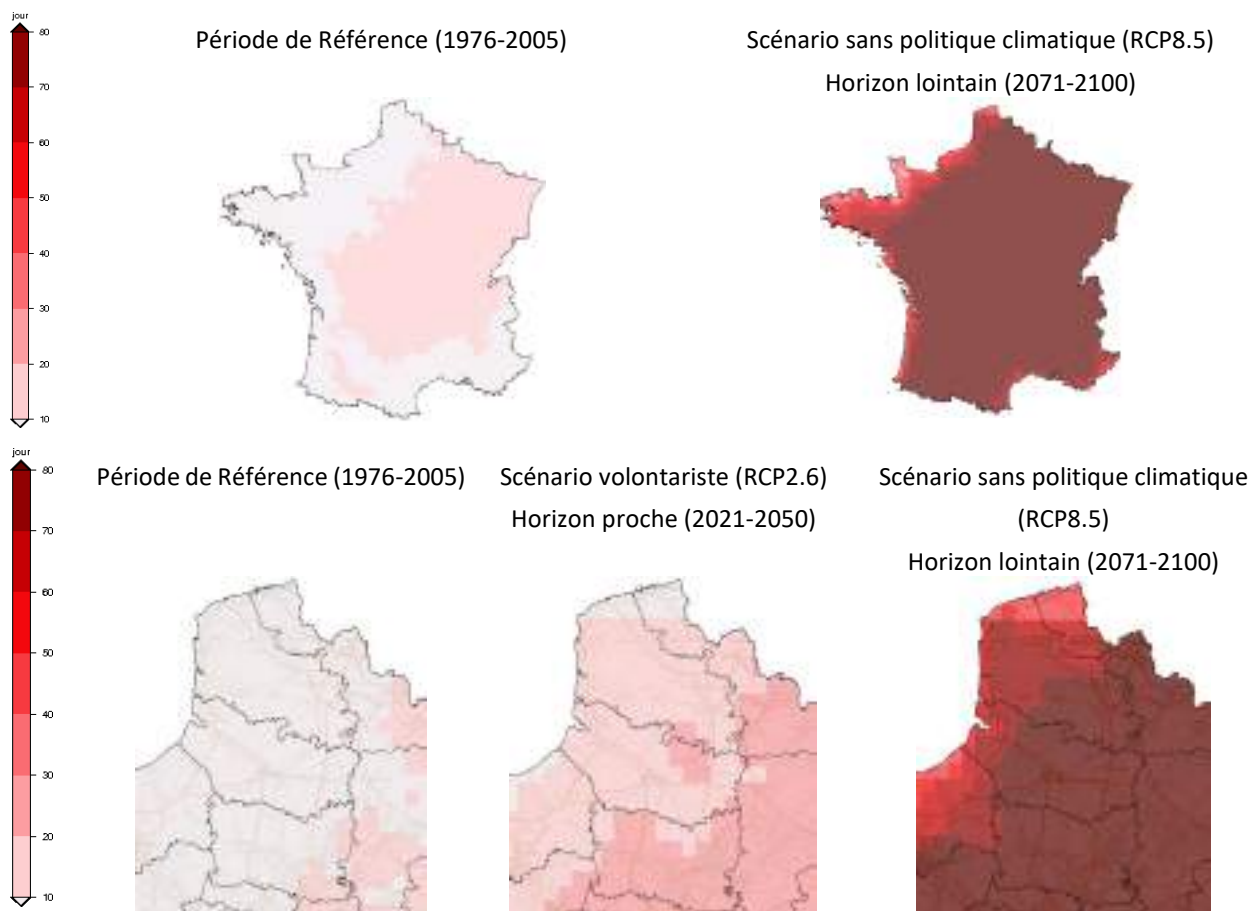 jour
80
70
60
50
40
30
20
10
Période de Référence (1976-2005)
Scénario sans politique climatique (RCP8.5)
Horizon lointain (2071-2100)
jour
80
70
60
50
40
30
20
10
Période de Référence (1976-2005)
Scénario volontariste (RCP2.6)
Horizon proche (2021-2050)
Scénario sans politique climatique
(RCP8.5)
Horizon lointain (2071-2100)